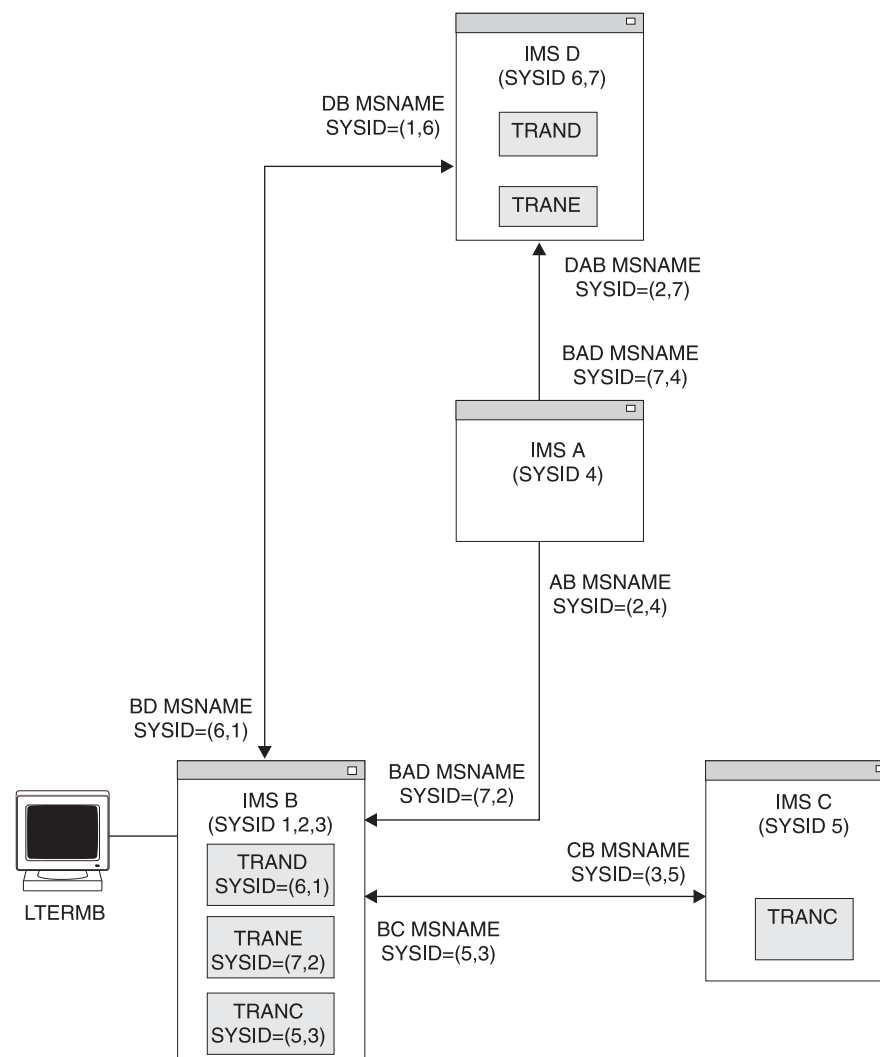 IMS D
(SYSID 6,7)
DB MSNAME
SYSID=(1,6)
TRAND
TRANE
DAB MSNAME
SYSID=(2,7)
BAD MSNAME
SYSID=(7,4)
IMS A
(SYSID 4)
AB MSNAME
SYSID=(2,4)
BD MSNAME
SYSID=(6,1)
BAD MSNAME
SYSID=(7,2)
IMS B
(SYSID 1,2,3)
IMS C
(SYSID 5)
CB MSNAME
SYSID=(3,5)
TRAND
SYSID=(6,1)
LTERMB
TRANC
BC MSNAME
SYSID=(5,3)
TRANE
SYSID=(7,2)
TRANC
SYSID=(5,3)